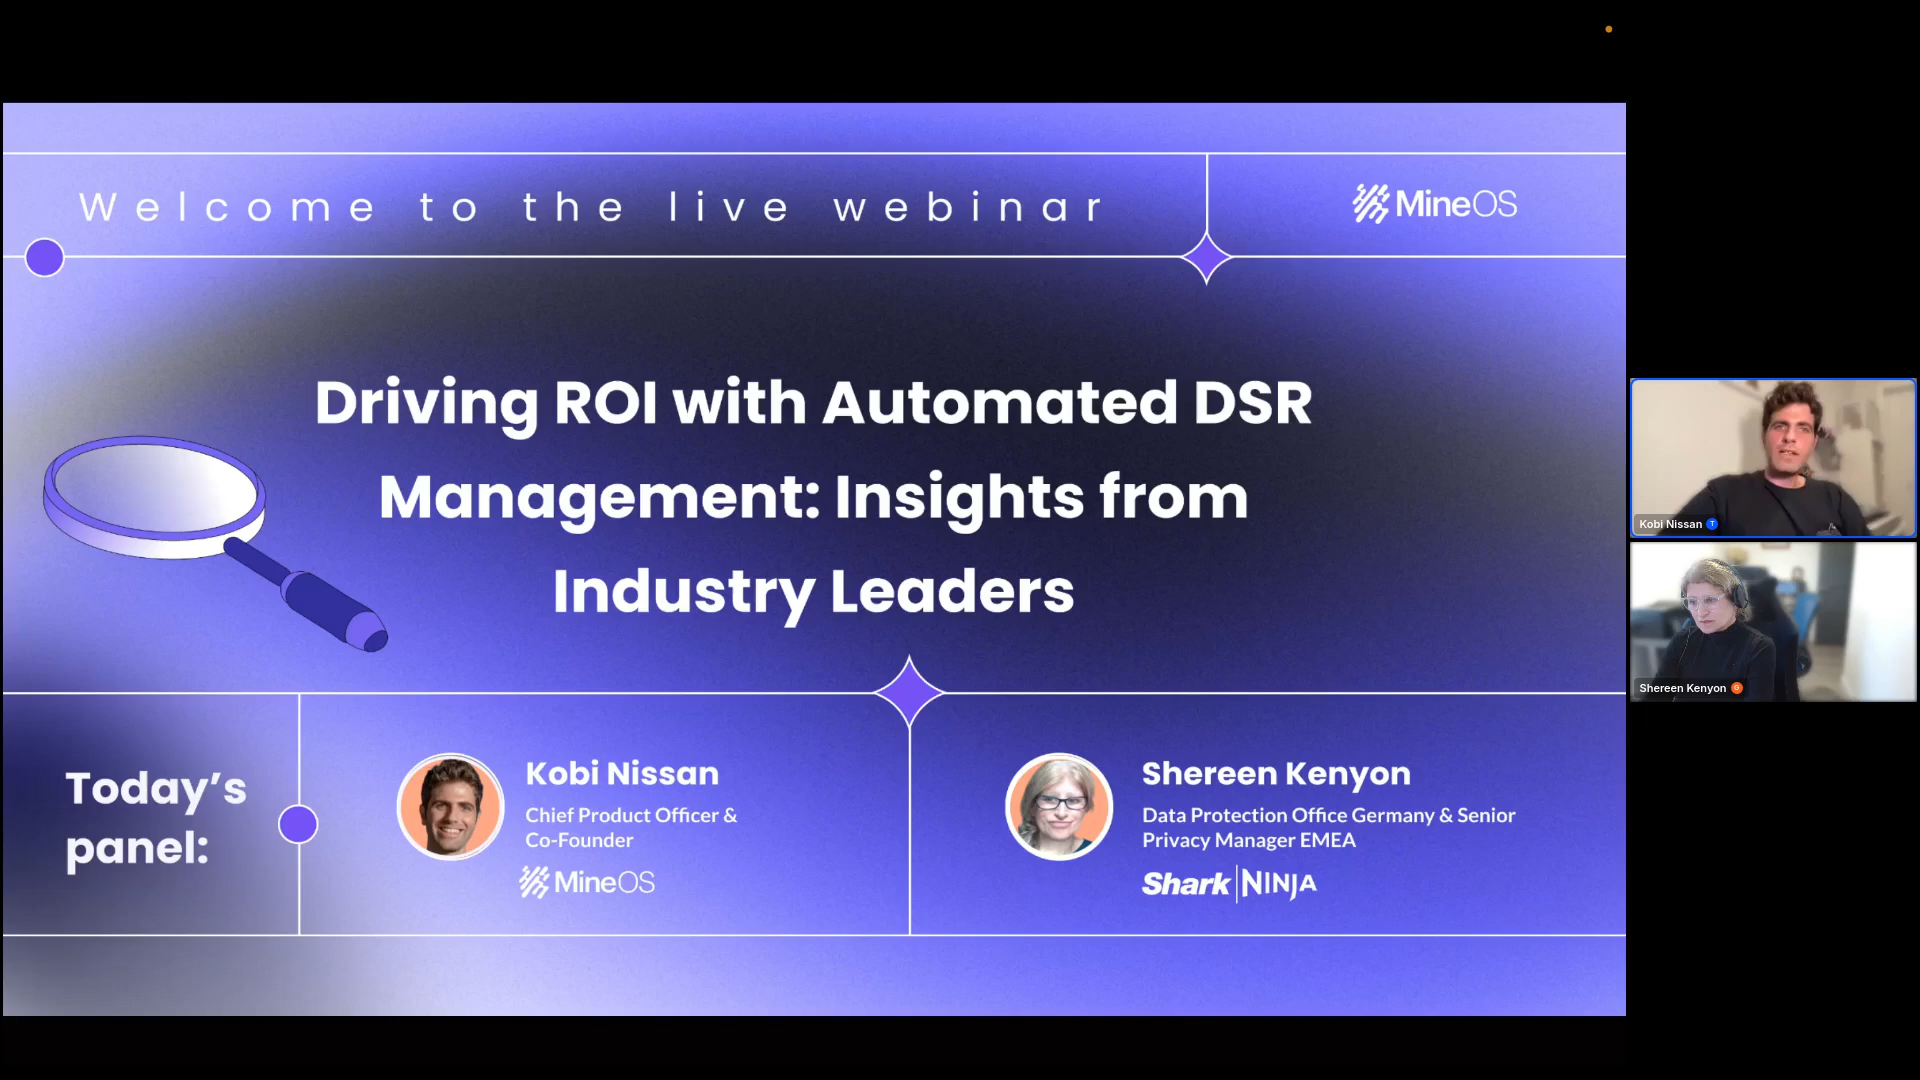 Welcome to the live webinar
MineOS
Driving ROI with Automated DSR
Management: Insights from
Industry Leaders
Today’s
panel:
Kobi Nissan
Chief Product Officer &
Co-Founder
MineOS
Shereen Kenyon
Data Protection Office Germany & Senior
Privacy Manager EMEA
Shark NINJA
Kobi Nissan
Shereen Kenyon